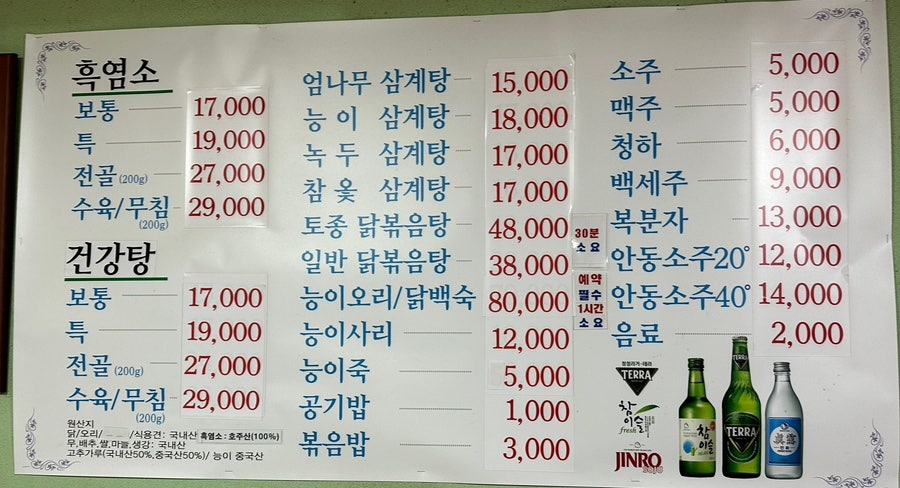 흑염소
보통 17,000
특 19,000
전골 (200g) 27,000
수육/무침 (200g) 29,000
건강탕
보통 17,000
특 19,000
전골 (200g) 27,000
수육/무침 (200g) 29,000
원산지
닭/오리/ /식용견: 국내산 흑염소 : 호주산(100%)
무,배추,쌀,마늘,생강: 국내산
고추가루(국내산50%,중국산50%)/ 능이 중국산
엄나무 삼계탕 15,000
능이 삼계탕 18,000
녹두 삼계탕 17,000
참옻 삼계탕 17,000
토종 닭볶음탕 48,000
일반 닭볶음탕 38,000
30분
소요
능이오리/닭백숙 80,000
예약
필수
1시간
소요
능이사리 12,000
능이죽 5,000
공기밥 1,000
볶음밥 3,000
소주 5,000
맥주 5,000
청하 6,000
백세주 9,000
복분자 13,000
안동소주20° 12,000
안동소주40° 14,000
음료 2,000
청정라거-테라
TERRA
참이슬
fresh
JINRO
SOJU
참이슬
TERRA
TERRA
眞露